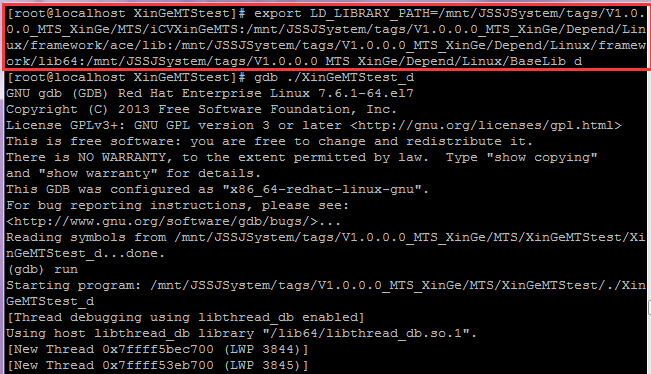 [root@localhost XinGeMTStest]# export LD_LIBRARY_PATH=/mnt/JSSJSystem/tags/V1.0.
0.0_MTS_XinGe/MTS/iCVXinGeMTS:/mnt/JSSJSystem/tags/V1.0.0.0_MTS_XinGe/Depend/Lin
ux/framework/ace/lib:/mnt/JSSJSystem/tags/V1.0.0.0_MTS_XinGe/Depend/Linux/framew
ork/lib64:/mnt/JSSJSystem/tags/V1.0.0.0_MTS_XinGe/Depend/Linux/BaseLib_d
[root@localhost XinGeMTStest]# gdb ./XinGeMTStest_d
GNU gdb (GDB) Red Hat Enterprise Linux 7.6.1-64.el7
Copyright (C) 2013 Free Software Foundation, Inc.
License GPLv3+: GNU GPL version 3 or later <http://gnu.org/licenses/gpl.html>
This is free software: you are free to change and redistribute it.
There is NO WARRANTY, to the extent permitted by law.  Type "show copying"
and "show warranty" for details.
This GDB was configured as "x86_64-redhat-linux-gnu".
For bug reporting instructions, please see:
<http://www.gnu.org/software/gdb/bugs/>...
Reading symbols from /mnt/JSSJSystem/tags/V1.0.0.0_MTS_XinGe/MTS/XinGeMTStest/Xi
nGeMTStest_d...done.
(gdb) run
Starting program: /mnt/JSSJSystem/tags/V1.0.0.0_MTS_XinGe/MTS/XinGeMTStest/./Xin
GeMTStest_d
[Thread debugging using libthread_db enabled]
Using host libthread_db library "/lib64/libthread_db.so.1".
[New Thread 0x7ffff5bec700 (LWP 3844)]
[New Thread 0x7ffff53eb700 (LWP 3845)]